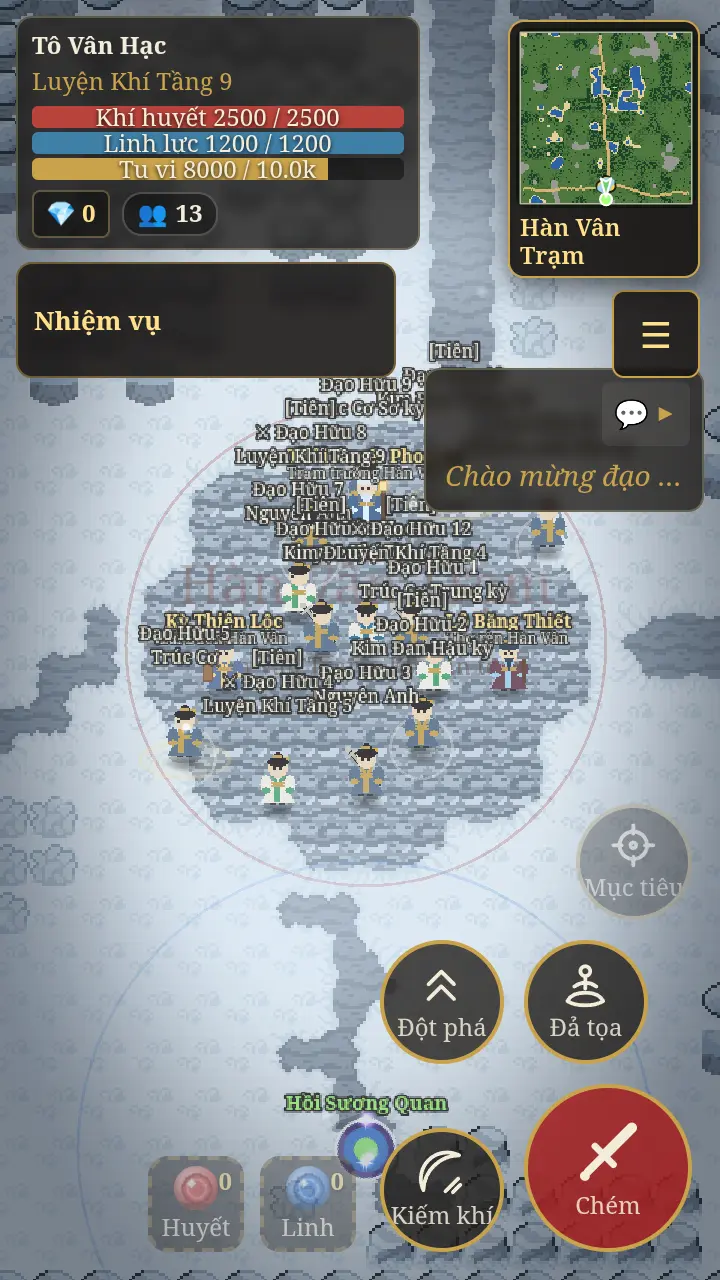 Tô Vân Hạc
Luyện Khí Tầng 9
Khí huyết 2500 / 2500
Linh lực 1200 / 1200
Tu vi 8000 / 10.0k
0
13
Hàn Vân
Trạm
Nhiệm vụ
[Tiên]
Đạo Hữu 9
[Tiên]
Cơ Sơ kỳ
Đạo Hữu 8
Chào mừng đạo ...
Đạo Hữu 7
[Tiên]
[Tiên]
Đạo Hữu 12
Luyện Khí Tầng 4
Đạo Hữu 1
Trung kỳ
[Tiên]
Kỳ Thiên Lộc
Băng Thiết
Đạo Hữu 2
Kim Đan Hậu kỳ
Trúc Cơ
[Tiên]
Đạo Hữu 3
Đạo Hữu 4
Nguyên Anh
Luyện Khí Tầng 5
Mục tiêu
Đột phá
Đả tọa
Hồi Sương Quan
0
Huyết
0
Linh
Kiếm khí
Chém